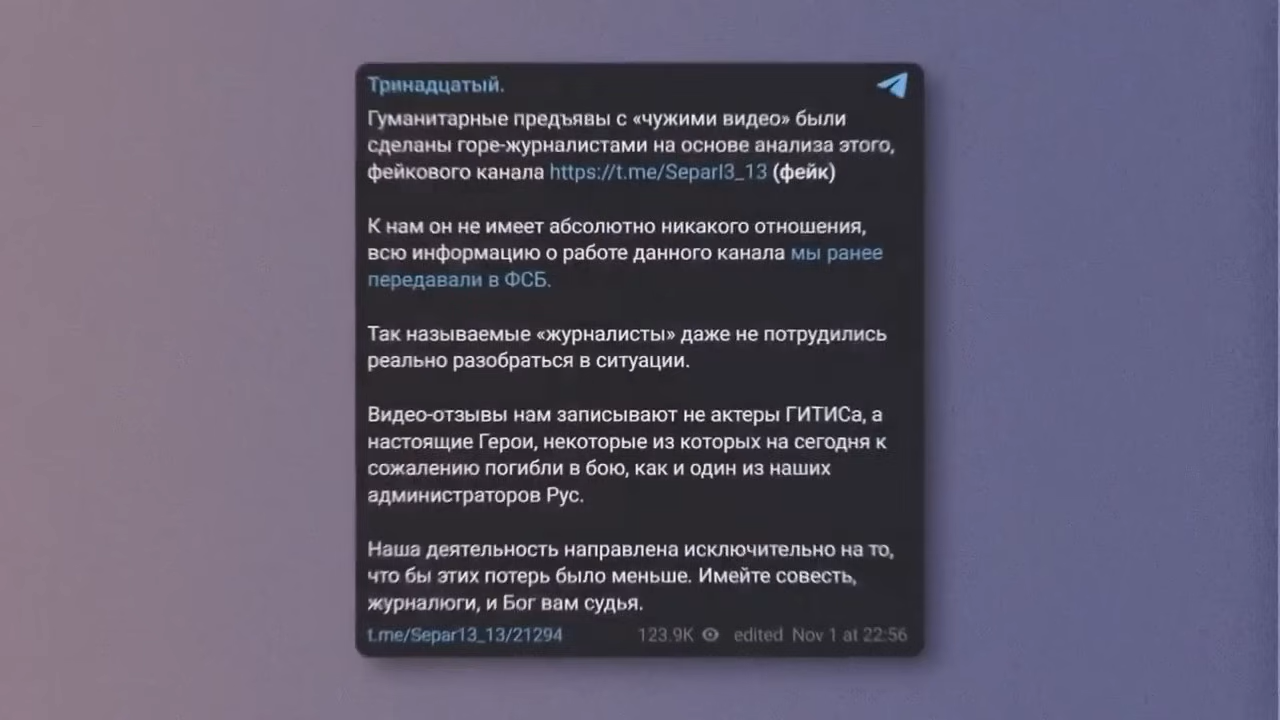 Тринадцатый.
Гуманитарные предъявы с «чужими видео» были
сделаны горе-журналистами на основе анализа этого,
фейкового канала https://t.me/Separl3_13 (фейк)
К нам он не имеет абсолютно никакого отношения,
всю информацию о работе данного канала мы ранее
передавали в ФСБ.
Так называемые «журналисты» даже не потрудились
реально разобраться в ситуации.
Видео-отзывы нам записывают не актеры ГИТИСа, а
настоящие Герои, некоторые из которых на сегодня к
сожалению погибли в бою, как и один из наших
администраторов Рус.
Наша деятельность направлена исключительно на то,
что бы этих потерь было меньше. Имейте совесть,
журналюги, и Бог вам судья.
t.me/Separ13_13/21294 123.9K edited Nov 1 at 22:56